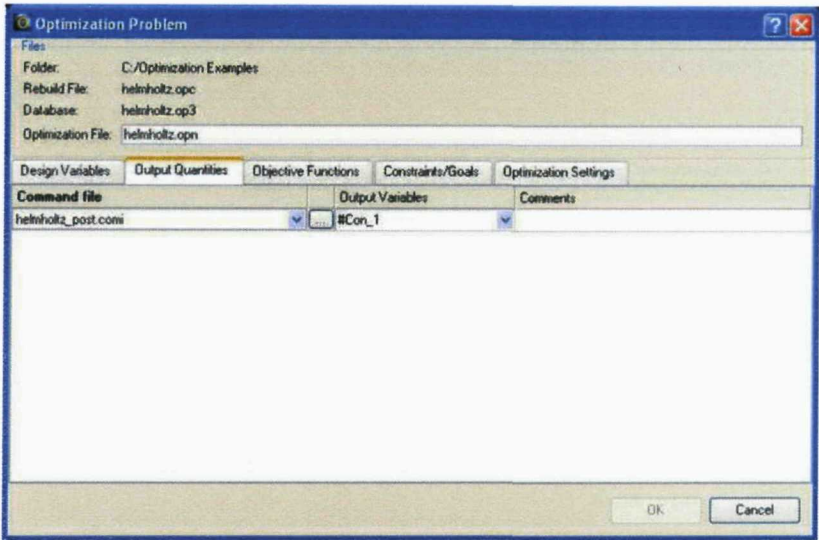 Optimization Problem
Files
Folder: C:/Optimization Examples
Rebuild File: helmholtz.opc
Database: helmholtz.op3
Optimization File: helmholtz.opn
Design Variables Output Quantities Objective Functions Constraints/Goals Optimization Settings
Command file Output Variables Comments
helmholtz_post.comi .... #Con_1
OK Cancel